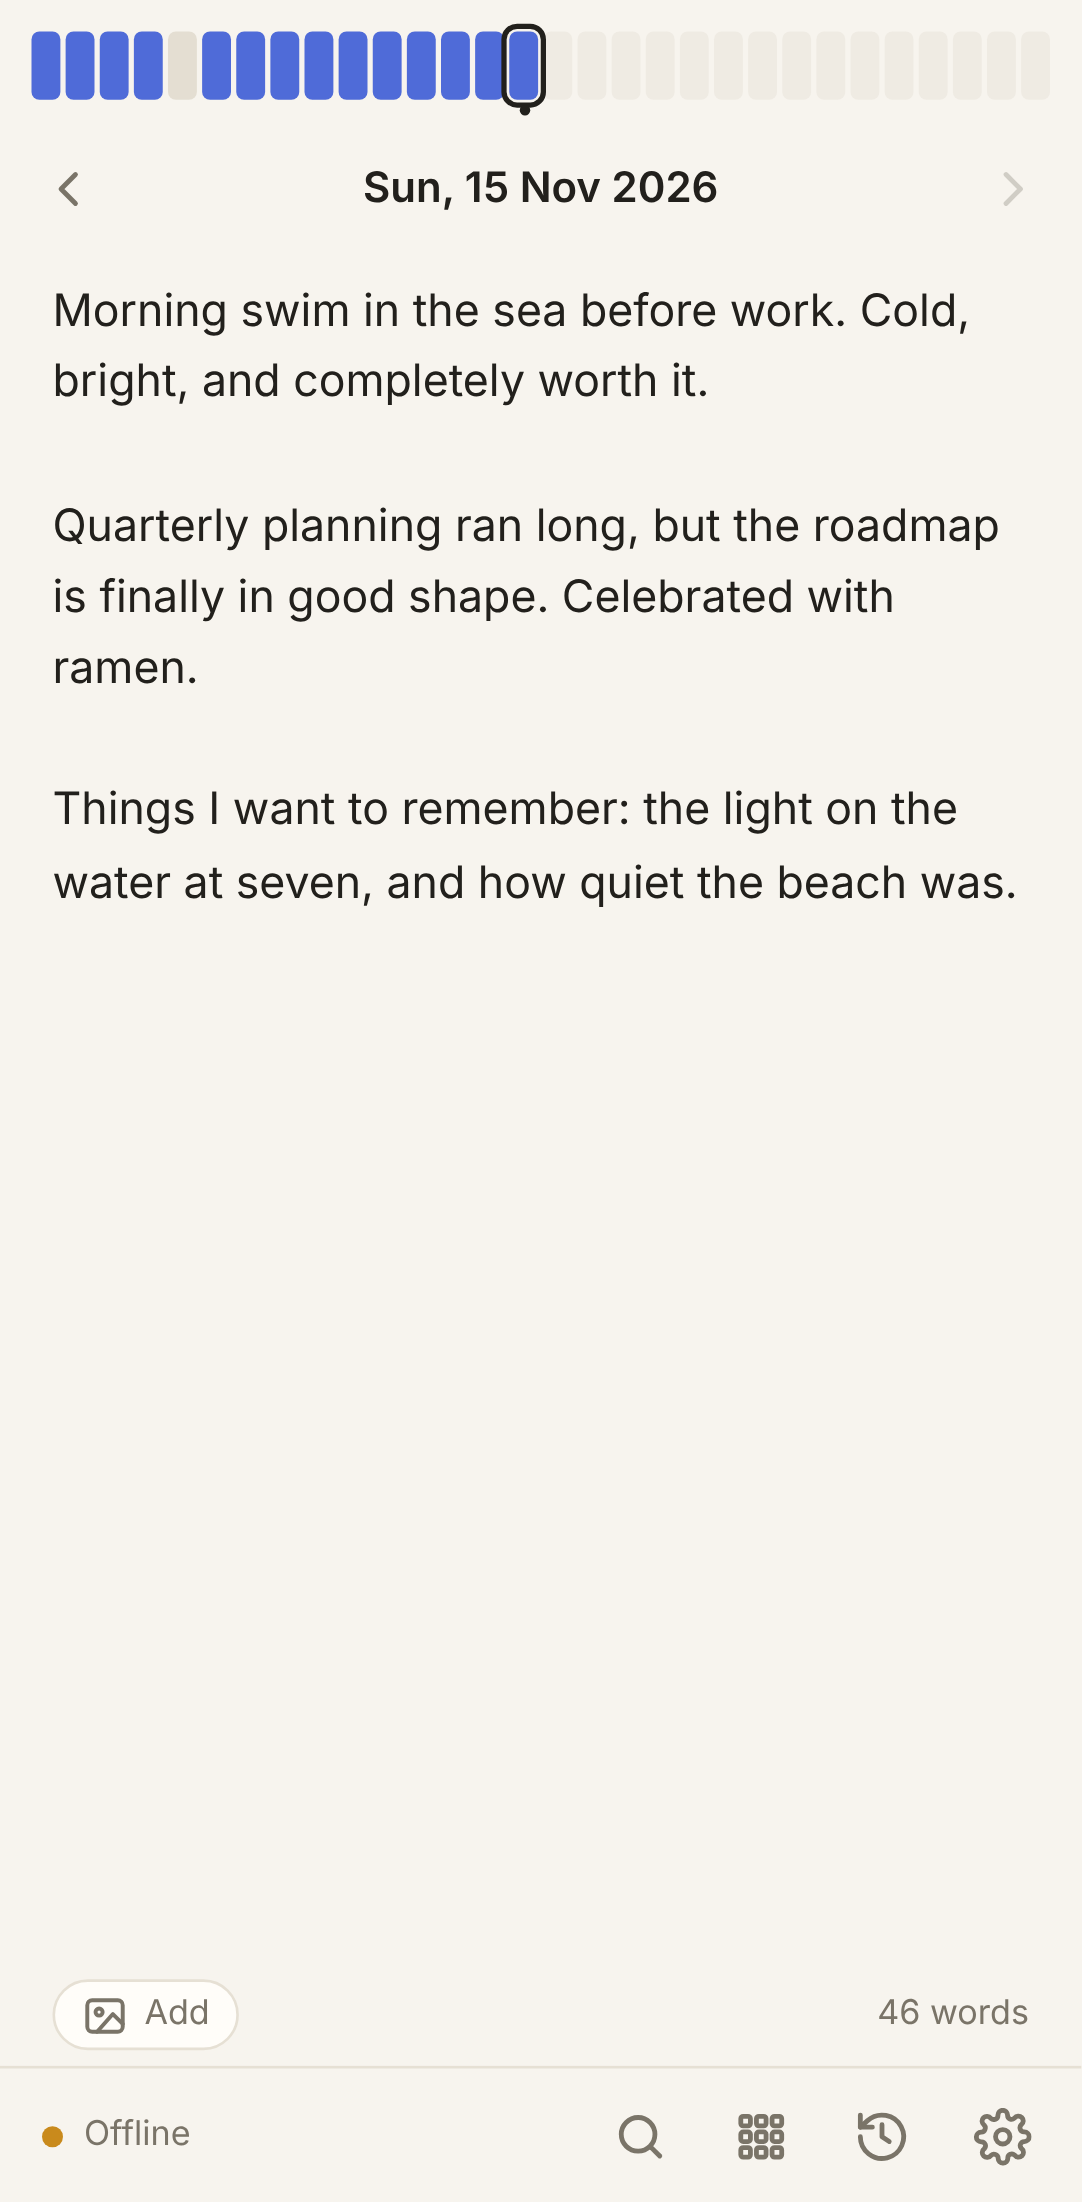 Sun, 15 Nov 2026
Morning swim in the sea before work. Cold,
bright, and completely worth it.
Quarterly planning ran long, but the roadmap
is finally in good shape. Celebrated with
ramen.
Things I want to remember: the light on the
water at seven, and how quiet the beach was.
Add
46 words
Offline